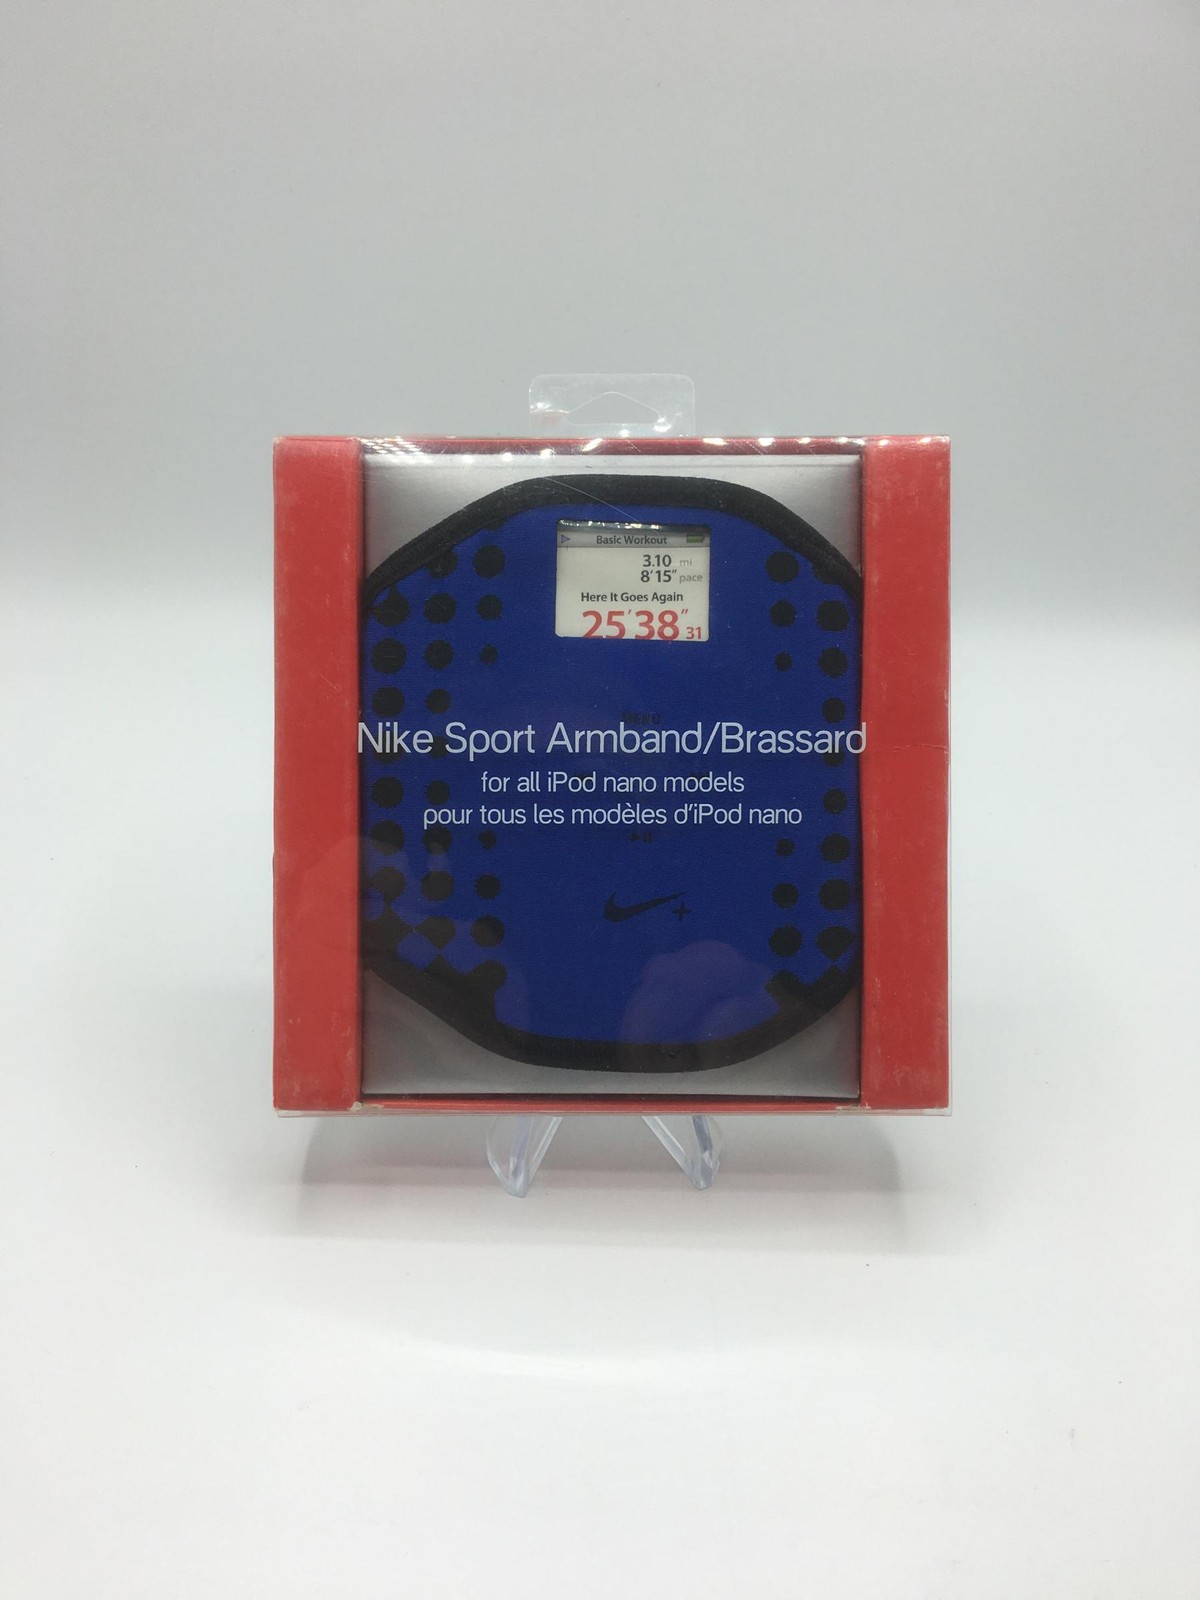 Basic Workout
3.10 mi
8'15" pace
Here It Goes Again
25'38" 31
MENU
Nike Sport Armband/Brassard
for all iPod nano models
pour tous les modèles d'iPod nano
+